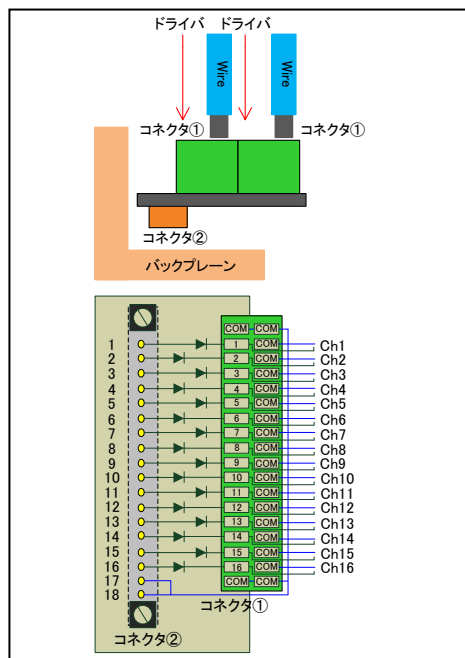 ドライバ ドライバ
Wire Wire
コネクタ① コネクタ①
コネクタ②
バックプレーン
COM COM
1 1 COM Ch1
2 2 COM Ch2
3 3 COM Ch3
4 4 COM Ch4
5 5 COM Ch5
6 6 COM Ch6
7 7 COM Ch7
8 8 COM Ch8
9 9 COM Ch9
10 10 COM Ch10
11 11 COM Ch11
12 12 COM Ch12
13 13 COM Ch13
14 14 COM Ch14
15 15 COM Ch15
16 16 COM Ch16
17 COM COM
18
コネクタ①
コネクタ②